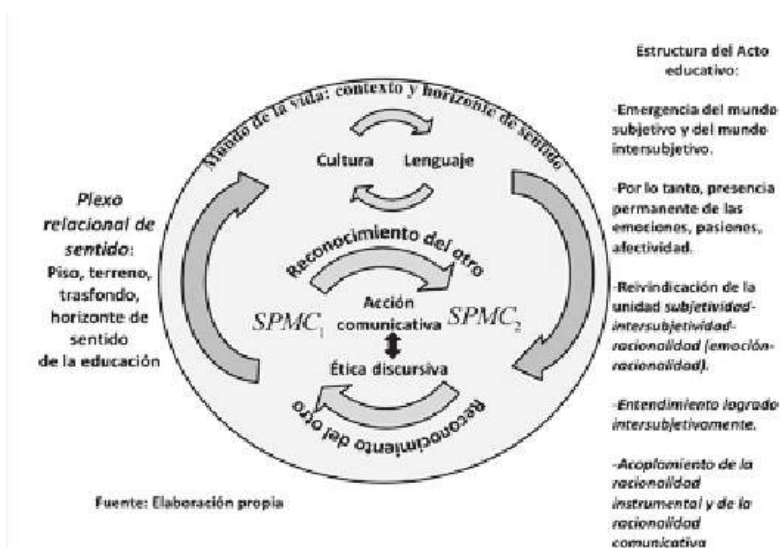 Estructura del Acto
educativo:
-Emergencia del mundo
subjetivo y del mundo
intersubjetivo.
-Por lo tanto, presencia
permanente de las
emociones, pasiones,
afectividad.
-Reivindicación de la
unidad subjetividad-
intersubjetividad-
racionalidad (emoción-
racionalidad).
-Entendimiento logrado
intersubjetivamente.
-Acoplamiento de la
racionalidad
instrumental y de la
racionalidad
comunicativa
Mundo de la vida: contexto y horizonte de sentido
Cultura Lenguaje
Plexo
relacional de
sentido:
Piso, terreno,
trasfondo,
horizonte de
sentido
de la educación
Reconocimiento del otro
SPMC1 Acción
comunicativa SPMC2
Ética discursiva
Reconocimiento del otro
Fuente: Elaboración propia